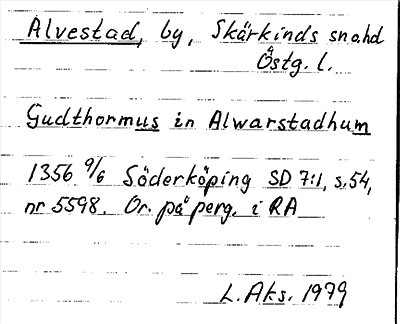 Alvestad, by, Skärkinds sn o. hd
Östg. l.
Gudthormus in Alwarstadhum
1356 9/6 Söderköping SD 7:1, s. 54,
nr 5598. Or. på perg. i RA
L. Aks. 1979